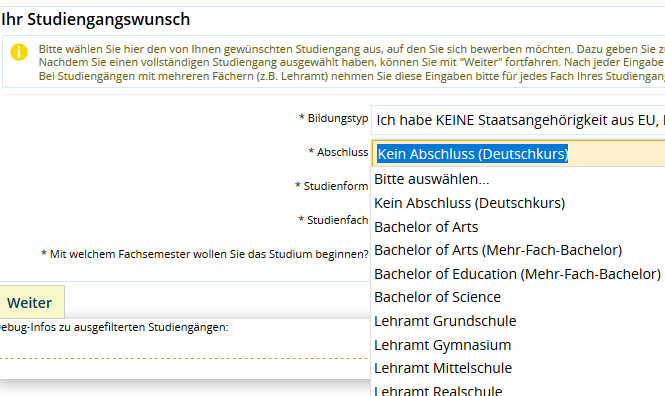 Ihr Studiengangswunsch
Bitte wählen Sie hier den von Ihnen gewünschten Studiengang aus, auf den Sie sich bewerben möchten. Dazu geben Sie
Nachdem Sie einen vollständigen Studiengang ausgewählt haben, können Sie mit "Weiter" fortfahren. Nach jeder Eingabe
Bei Studiengängen mit mehreren Fächern (z.B. Lehramt) nehmen Sie diese Eingaben bitte für jedes Fach Ihres Studiengan
* Bildungstyp Ich habe KEINE Staatsangehörigkeit aus EU,
* Abschluss Kein Abschluss (Deutschkurs)
Bitte auswählen...
* Studienform
Kein Abschluss (Deutschkurs)
* Studienfach
Bachelor of Arts
* Mit welchem Fachsemester wollen Sie das Studium beginnen?
Bachelor of Arts (Mehr-Fach-Bachelor)
Bachelor of Education (Mehr-Fach-Bachelor)
Weiter
Bachelor of Science
Lehramt Grundschule
ebug-Infos zu ausgefilterten Studiengängen:
Lehramt Gymnasium
Lehramt Mittelschule
Lehramt Realschule